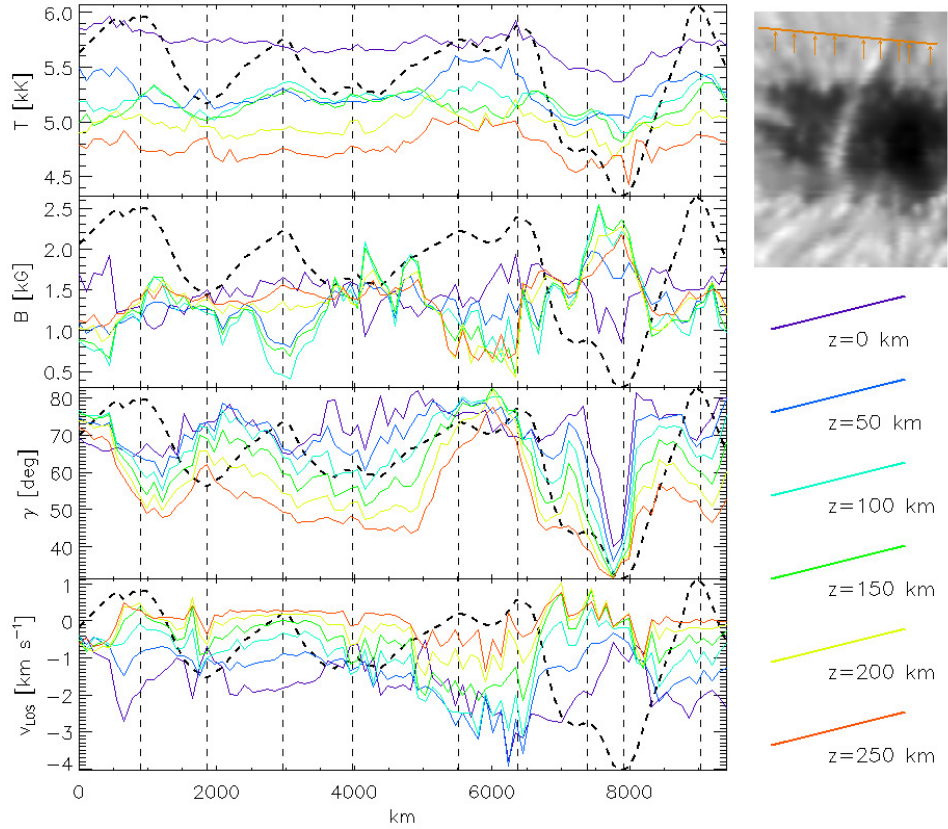 6.0
5.5
5.0
4.5
T [kK]
2.5
2.0
1.5
1.0
0.5
B [kG]
80
70
60
50
40
γ [deg]
1
0
−1
−2
−3
−4
vLOS [km s−1]
0
2000
4000
6000
8000
km
z=0 km
z=50 km
z=100 km
z=150 km
z=200 km
z=250 km